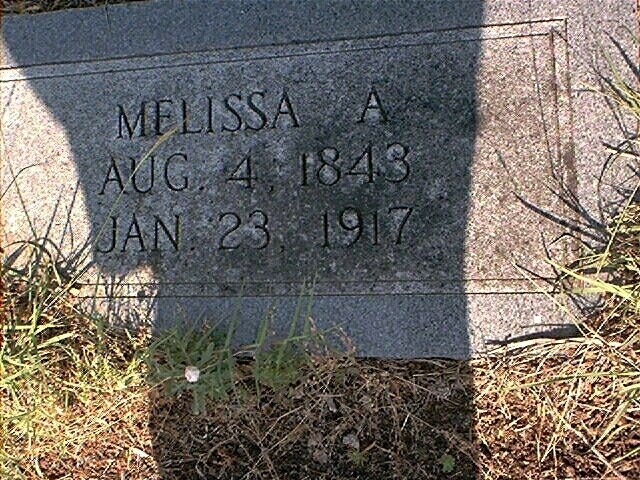 MELISSA A
AUG. 4, 1843
JAN. 23, 1917